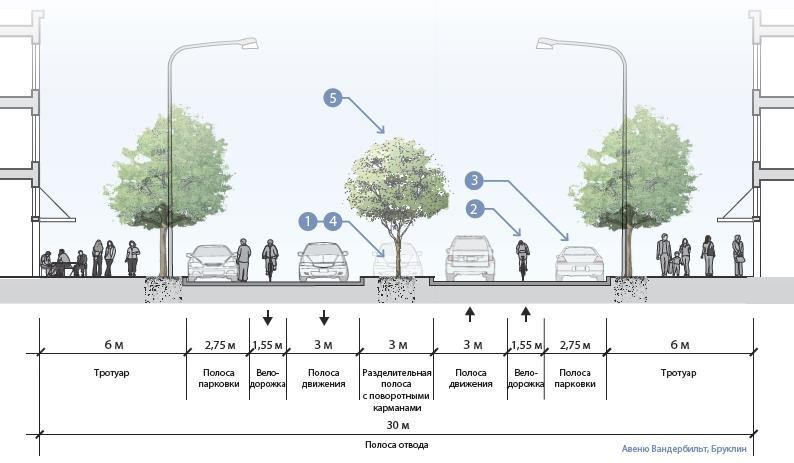 5
3
2
1 4
6 м 2,75 м 1,55 м 3 м 3 м 3 м 1,55 м 2,75 м 6 м
Тротуар
Полоса
парковки
Вело-
дорожка
Полоса
движения
Разделительная
полоса
с поворотными
карманами
Полоса
движения
Вело-
дорожка
Полоса
парковки
Тротуар
30 м
Полоса отвода
Авеню Вандербильт, Бруклин